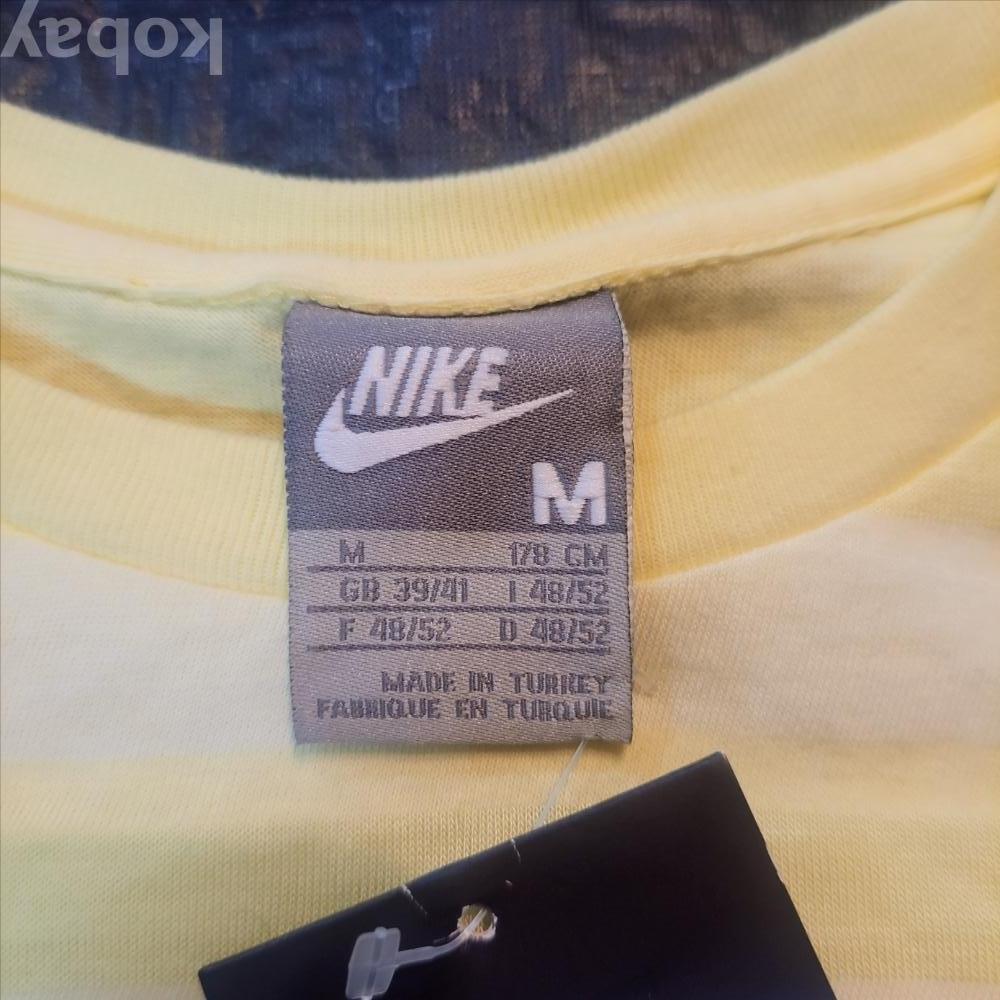 kobay
NIKE
M
M 178 CM
GB 39/41 I 48/52
F 48/52 D 48/52
MADE IN TURKEY
FABRIQUE EN TURQUIE